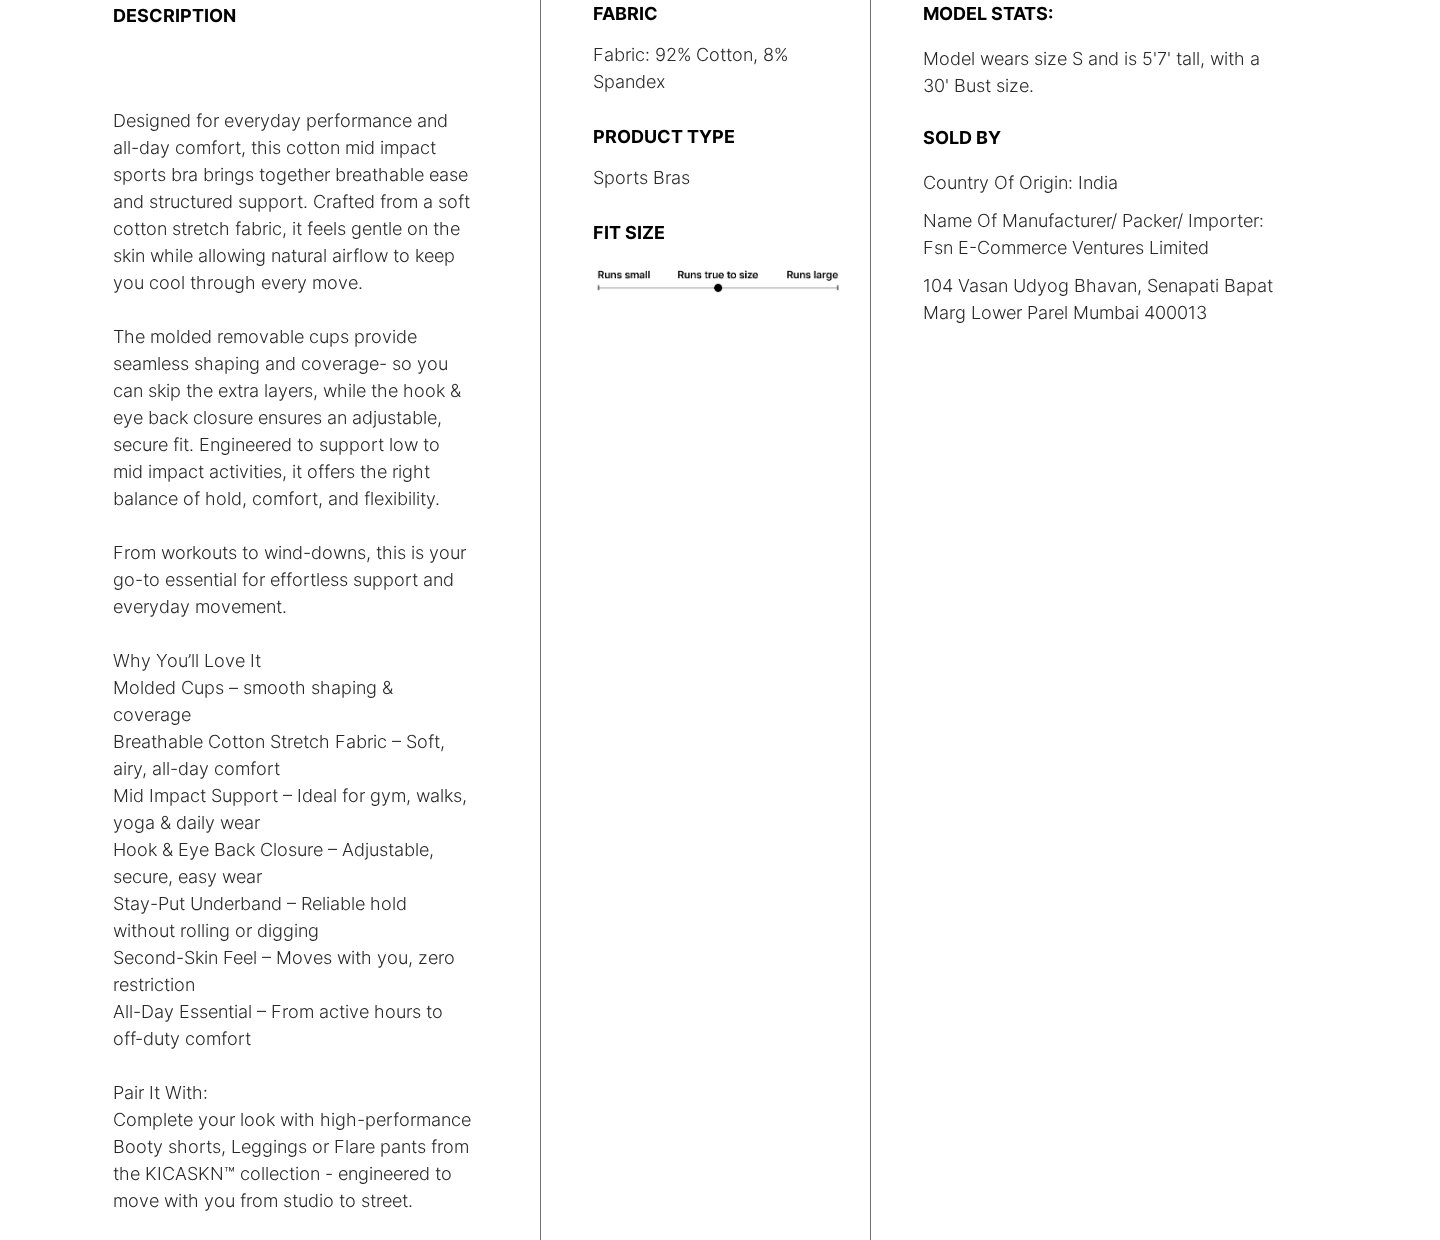 DESCRIPTION
Designed for everyday performance and
all-day comfort, this cotton mid impact
sports bra brings together breathable ease
and structured support. Crafted from a soft
cotton stretch fabric, it feels gentle on the
skin while allowing natural airflow to keep
you cool through every move.
The molded removable cups provide
seamless shaping and coverage- so you
can skip the extra layers, while the hook &
eye back closure ensures an adjustable,
secure fit. Engineered to support low to
mid impact activities, it offers the right
balance of hold, comfort, and flexibility.
From workouts to wind-downs, this is your
go-to essential for effortless support and
everyday movement.
Why You’ll Love It
Molded Cups – smooth shaping &
coverage
Breathable Cotton Stretch Fabric – Soft,
airy, all-day comfort
Mid Impact Support – Ideal for gym, walks,
yoga & daily wear
Hook & Eye Back Closure – Adjustable,
secure, easy wear
Stay-Put Underband – Reliable hold
without rolling or digging
Second-Skin Feel – Moves with you, zero
restriction
All-Day Essential – From active hours to
off-duty comfort
Pair It With:
Complete your look with high-performance
Booty shorts, Leggings or Flare pants from
the KICASKN™ collection - engineered to
move with you from studio to street.
FABRIC
Fabric: 92% Cotton, 8%
Spandex
PRODUCT TYPE
Sports Bras
FIT SIZE
Runs small Runs true to size Runs large
MODEL STATS:
Model wears size S and is 5'7' tall, with a
30' Bust size.
SOLD BY
Country Of Origin: India
Name Of Manufacturer/ Packer/ Importer:
Fsn E-Commerce Ventures Limited
104 Vasan Udyog Bhavan, Senapati Bapat
Marg Lower Parel Mumbai 400013